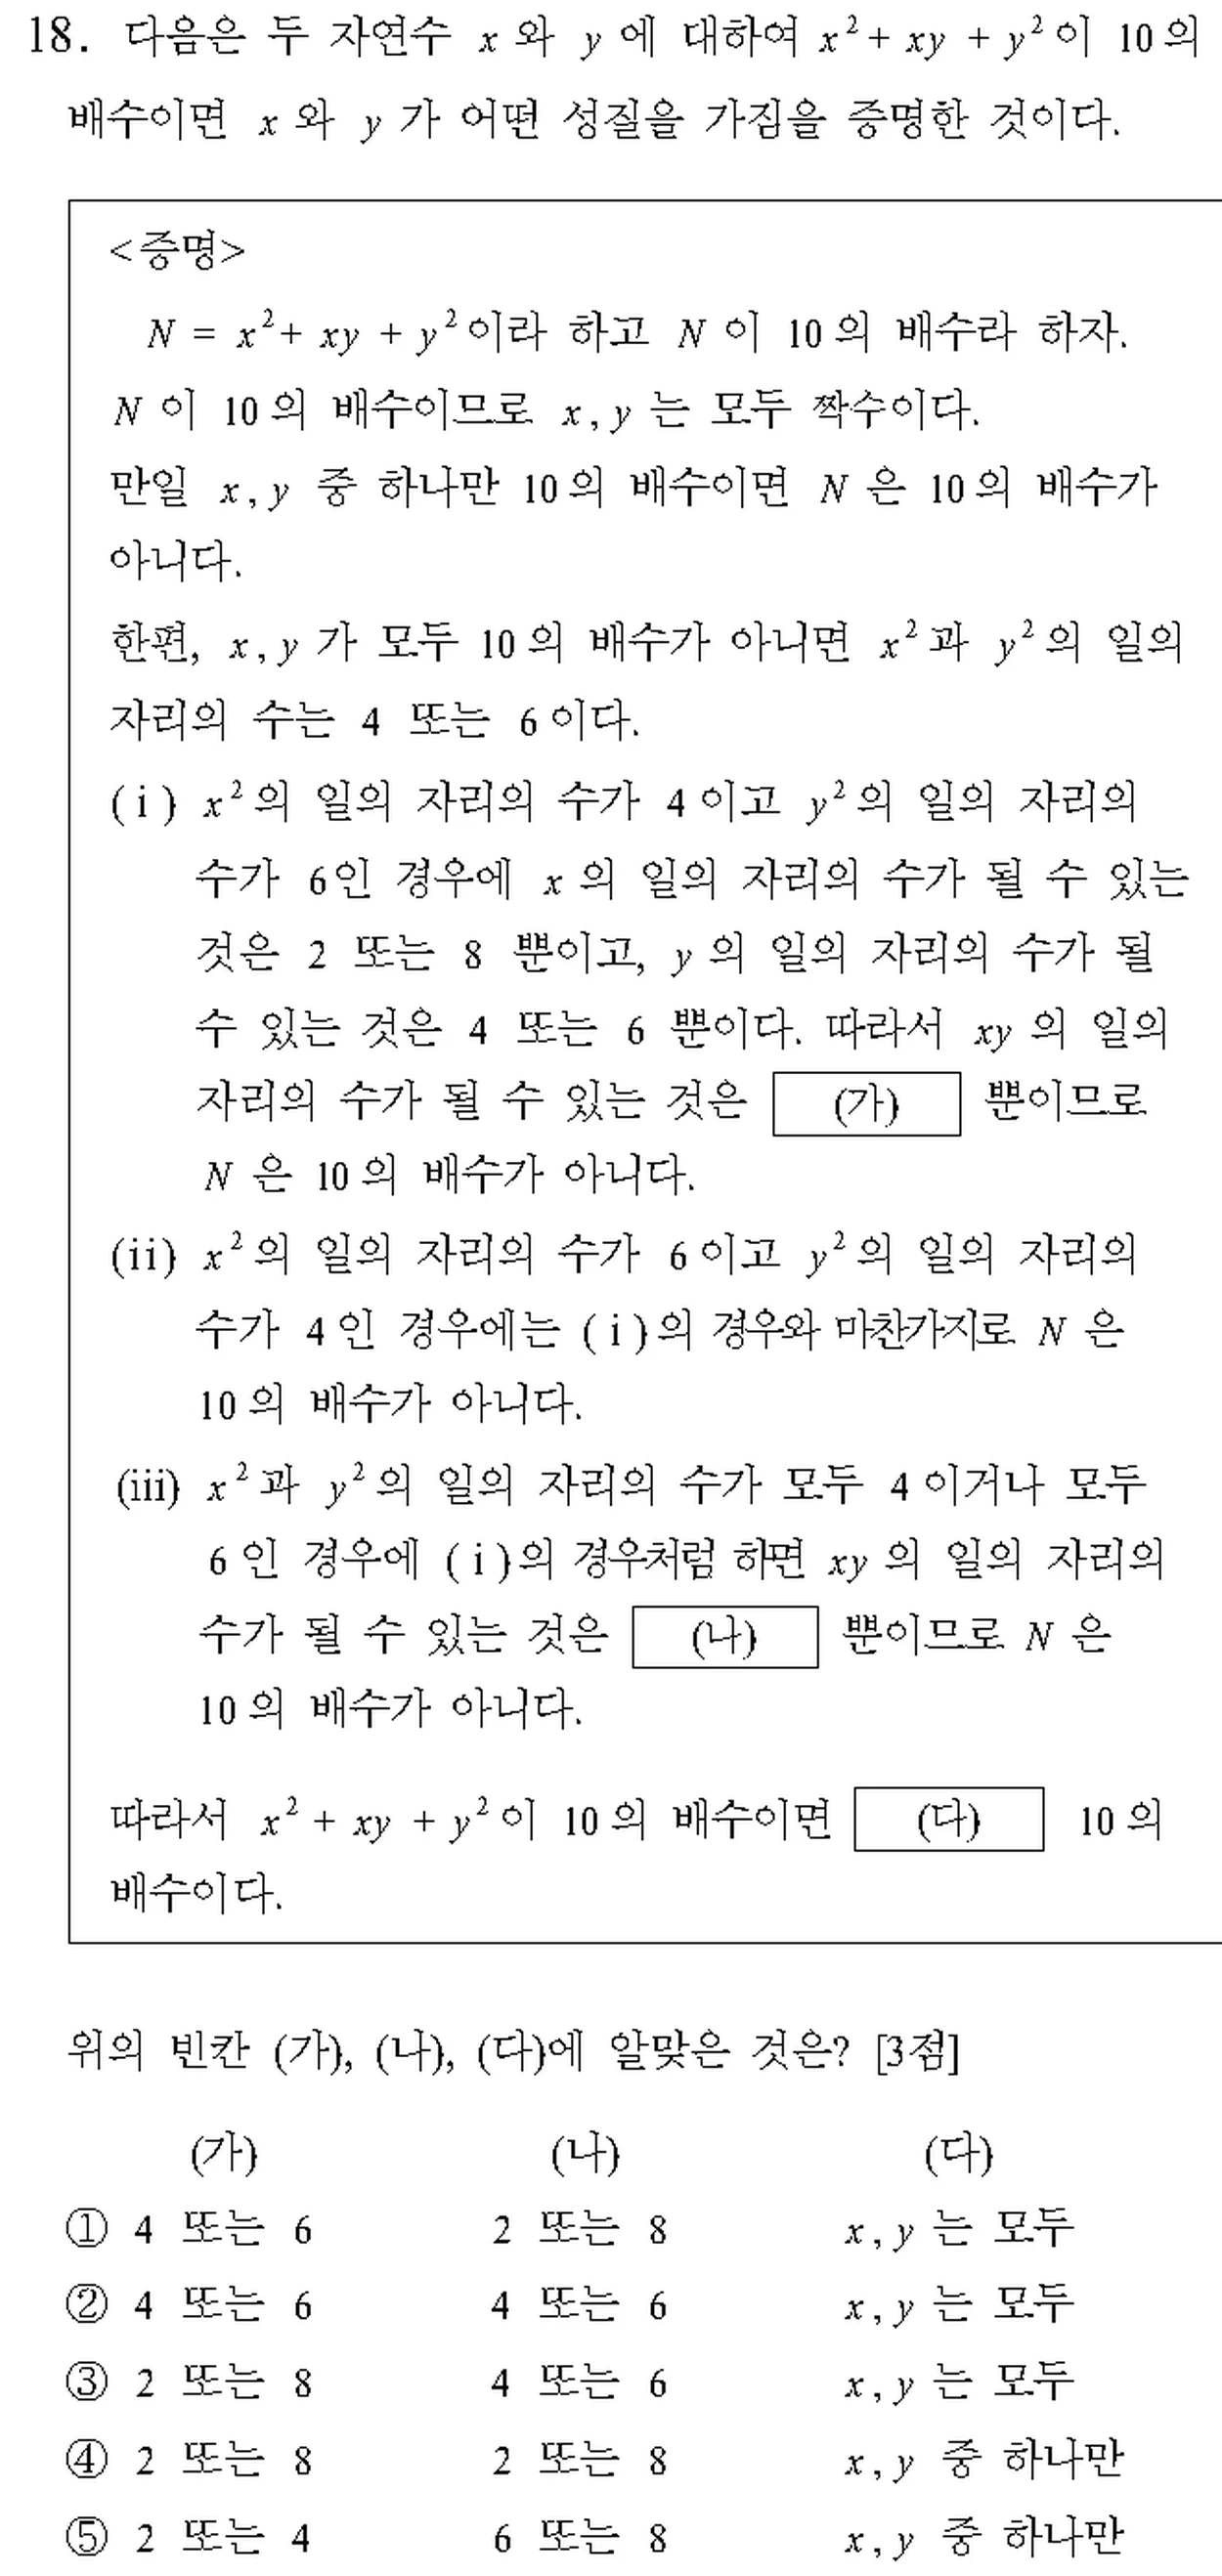 18. 다음은 두 자연수 x 와 y 에 대하여 x² + xy + y² 이 10 의
배수이면 x 와 y 가 어떤 성질을 가짐을 증명한 것이다.
<증명>
N = x² + xy + y² 이라 하고 N 이 10 의 배수라 하자.
N 이 10 의 배수이므로 x, y 는 모두 짝수이다.
만일 x, y 중 하나만 10 의 배수이면 N 은 10 의 배수가
아니다.
한편, x, y 가 모두 10 의 배수가 아니면 x² 과 y² 의 일의
자리의 수는 4 또는 6 이다.
(i) x² 의 일의 자리의 수가 4 이고 y² 의 일의 자리의
수가 6인 경우에 x 의 일의 자리의 수가 될 수 있는
것은 2 또는 8 뿐이고, y 의 일의 자리의 수가 될
수 있는 것은 4 또는 6 뿐이다. 따라서 xy 의 일의
자리의 수가 될 수 있는 것은 (가) 뿐이므로
N 은 10 의 배수가 아니다.
(ii) x² 의 일의 자리의 수가 6 이고 y² 의 일의 자리의
수가 4 인 경우에는 (i)의 경우와 마찬가지로 N 은
10 의 배수가 아니다.
(iii) x² 과 y² 의 일의 자리의 수가 모두 4 이거나 모두
6 인 경우에 (i)의 경우처럼 하면 xy 의 일의 자리의
수가 될 수 있는 것은 (나) 뿐이므로 N 은
10 의 배수가 아니다.
따라서 x² + xy + y² 이 10 의 배수이면 (다) 10 의
배수이다.
위의 빈칸 (가), (나), (다)에 알맞은 것은? [3점]
(가) (나) (다)
① 4 또는 6 2 또는 8 x, y 는 모두
② 4 또는 6 4 또는 6 x, y 는 모두
③ 2 또는 8 4 또는 6 x, y 는 모두
④ 2 또는 8 2 또는 8 x, y 중 하나만
⑤ 2 또는 4 6 또는 8 x, y 중 하나만